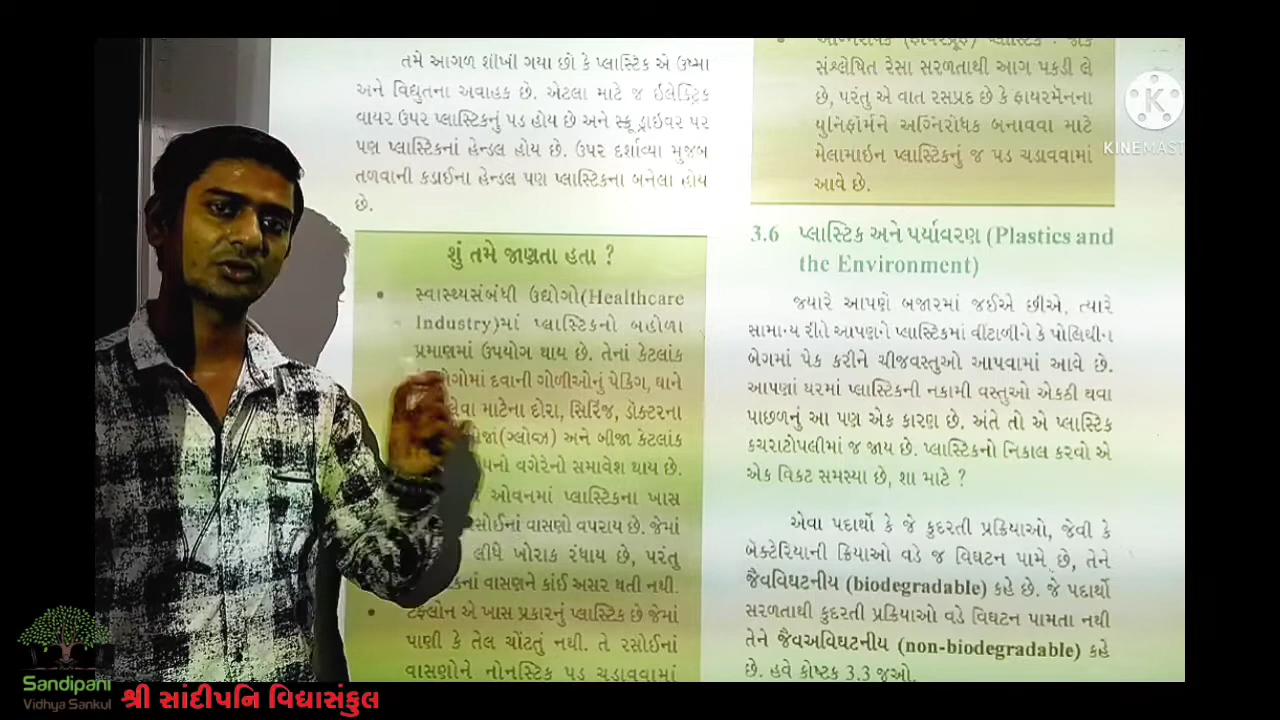 તમે આગળ શીખી ગયા છો કે પ્લાસ્ટિક એ ઉષ્મા
અને વિદ્યુતના અવાહક છે. એટલા માટે જ ઇલેક્ટ્રિક
વાયર ઉપર પ્લાસ્ટિકનું પડ હોય છે અને સ્ક્રૂ ડ્રાઇવર પર
પણ પ્લાસ્ટિકનાં હેન્ડલ હોય છે. ઉપર દર્શાવ્યા મુજબ
તળવાની કડાઈના હેન્ડલ પણ પ્લાસ્ટિકના બનેલા હોય
છે.
શું તમે જાણતા હતા ?
• સ્વાસ્થ્યસંબંધી ઉદ્યોગો(Healthcare
Industry)માં પ્લાસ્ટિકનો બહોળા
પ્રમાણમાં ઉપયોગ થાય છે. તેનાં કેટલાંક
દવાની ગોળીઓનું પેકિંગ, ઘાને
માટેના દોરા, સિરિંજ, ડૉક્ટરના
(ગ્લોવ્ઝ) અને બીજા કેટલાંક
વગેરેનો સમાવેશ થાય છે.
ઓવનમાં પ્લાસ્ટિકના ખાસ
વાસણો વપરાય છે. જેમાં
લીધે ખોરાક રંધાય છે, પરંતુ
વાસણને કાંઈ અસર થતી નથી.
• ટેફ્લોન એ ખાસ પ્રકારનું પ્લાસ્ટિક છે જેમાં
પાણી કે તેલ ચોંટતું નથી. તે રસોઈનાં
વાસણોને નોનસ્ટિક પડ ચડાવવામાં
સંશ્લેષિત રેસા સરળતાથી આગ પકડી લે
છે, પરંતુ એ વાત રસપ્રદ છે કે ફાયરમૅનના
યુનિફૉર્મને અગ્નિરોધક બનાવવા માટે
મેલામાઇન પ્લાસ્ટિકનું જ પડ ચડાવવામાં
આવે છે.
3.6 પ્લાસ્ટિક અને પર્યાવરણ (Plastics and
the Environment)
જ્યારે આપણે બજારમાં જઈએ છીએ, ત્યારે
સામાન્ય રીતે આપણને પ્લાસ્ટિકમાં વીંટાળીને કે પોલિથીન
બેગમાં પેક કરીને ચીજવસ્તુઓ આપવામાં આવે છે.
આપણાં ઘરમાં પ્લાસ્ટિકની નકામી વસ્તુઓ એકઠી થવા
પાછળનું આ પણ એક કારણ છે. અંતે તો એ પ્લાસ્ટિક
કચરાટોપલીમાં જ જાય છે. પ્લાસ્ટિકનો નિકાલ કરવો એ
એક વિકટ સમસ્યા છે, શા માટે ?
એવા પદાર્થો કે જે કુદરતી પ્રક્રિયાઓ, જેવી કે
બૅક્ટેરિયાની ક્રિયાઓ વડે જ વિઘટન પામે છે, તેને
જૈવવિઘટનીય (biodegradable) કહે છે. જે પદાર્થો
સરળતાથી કુદરતી પ્રક્રિયાઓ વડે વિઘટન પામતા નથી
તેને જૈવઅવિઘટનીય (non-biodegradable) કહે
છે. હવે કોષ્ટક 3.3 જુઓ.
K
KINEMAST
Sandipani
Vidhya Sankul
શ્રી સાંદીપનિ વિદ્યાસંકુલ